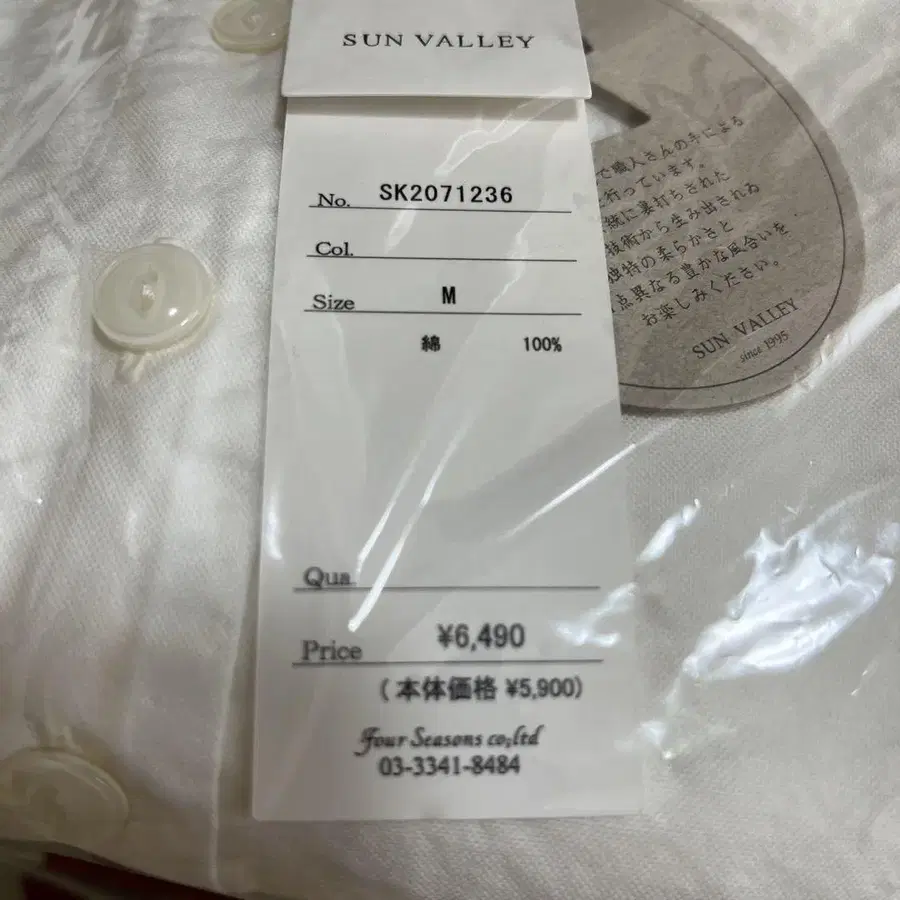 SUN VALLEY
No. SK2071236
Col.
Size M
綿 100%
Qua.
Price ¥6,490
(本体価格 ¥5,900)
Four Seasons co;ltd
03-3341-8484
で職人さんの手による
行っています。
統に裏打ちされた
技術から生み出される
独特の柔らかさと
点異なる豊かな風合いを
お楽しみください。
SUN VALLEY
since 1995